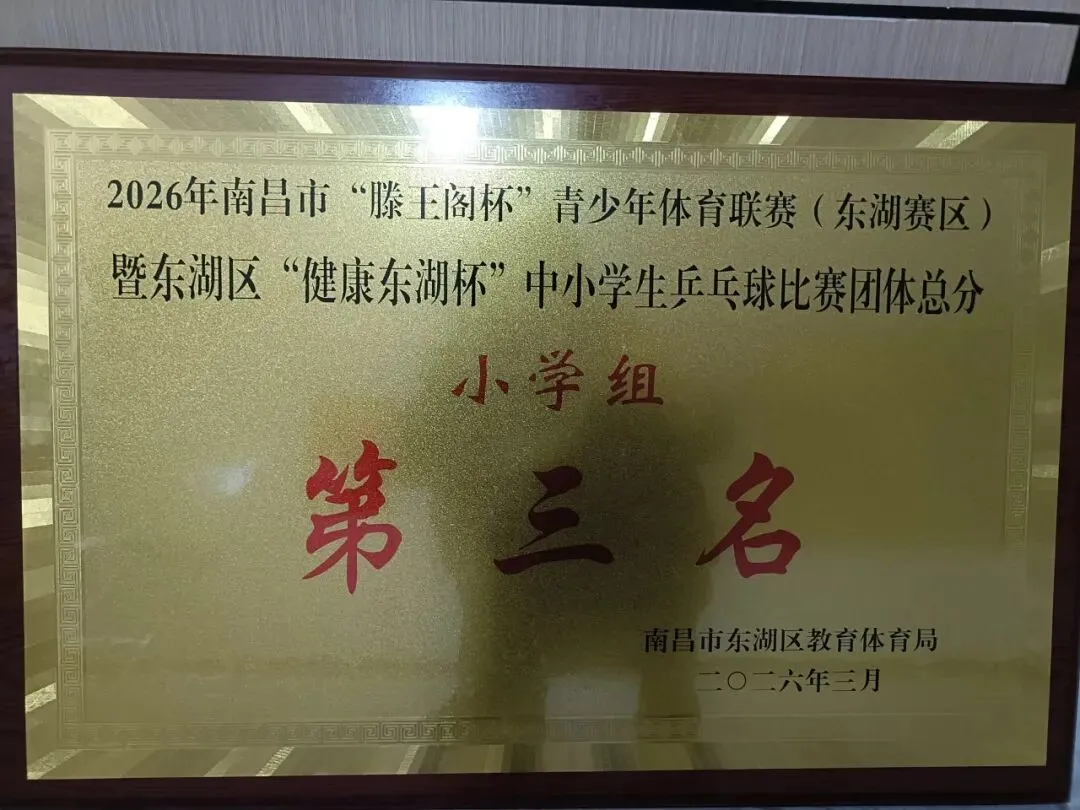 2026年南昌市“滕王阁杯”青少年体育联赛（东湖赛区）
暨东湖区“健康东湖杯”中小学生乒乓球比赛团体总分
小学组
第三名
南昌市东湖区教育体育局
二〇二六年三月